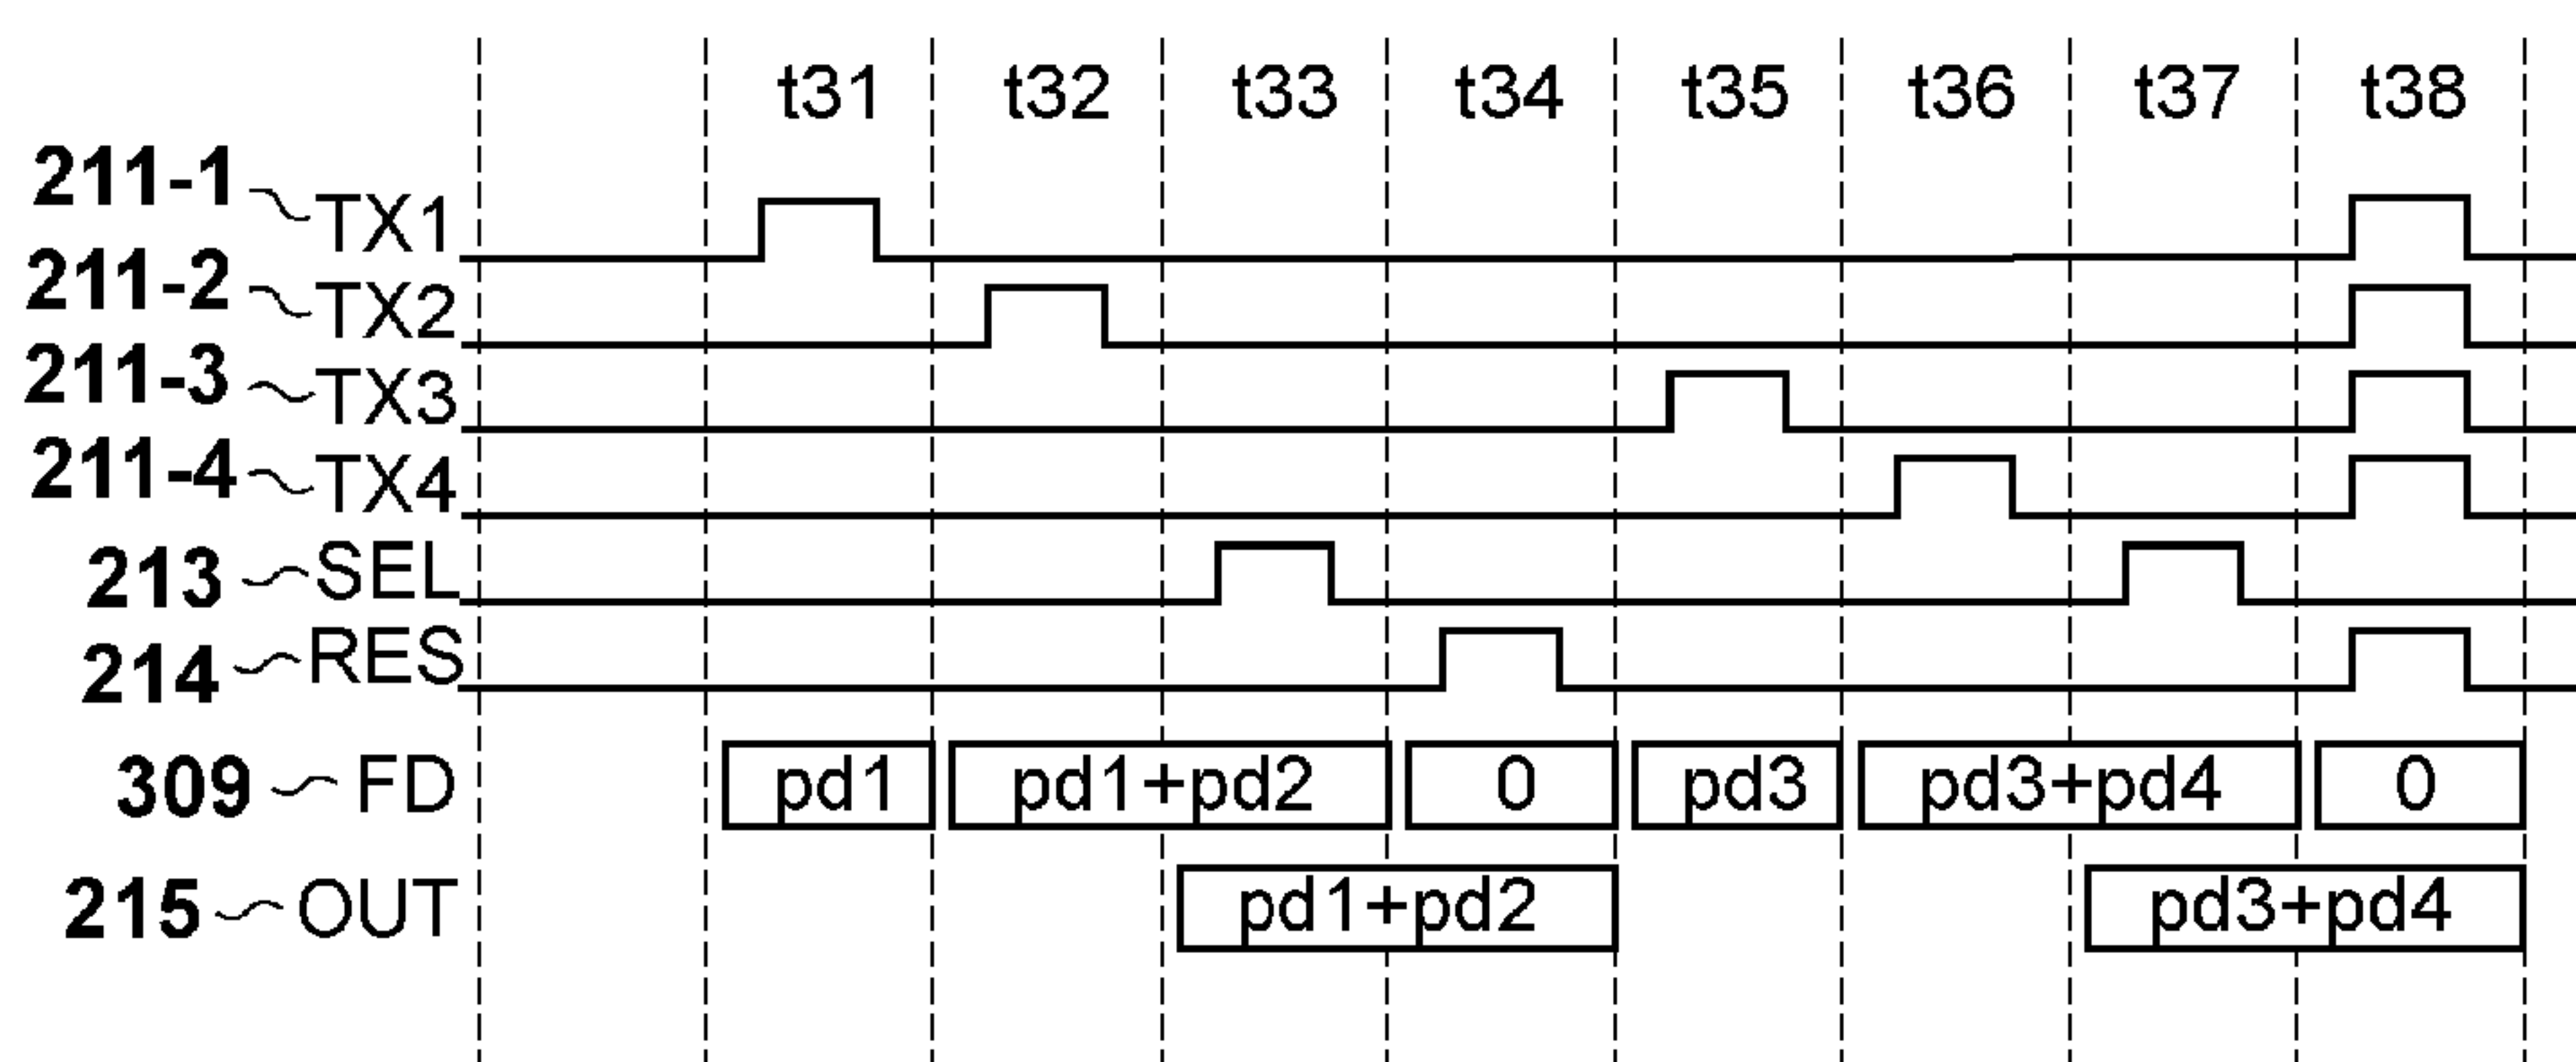 t31 t32 t33 t34 t35 t36 t37 t38
211-1 TX1
211-2 TX2
211-3 TX3
211-4 TX4
213 SEL
214 RES
309 FD pd1 pd1+pd2 0 pd3 pd3+pd4 0
215 OUT pd1+pd2 pd3+pd4